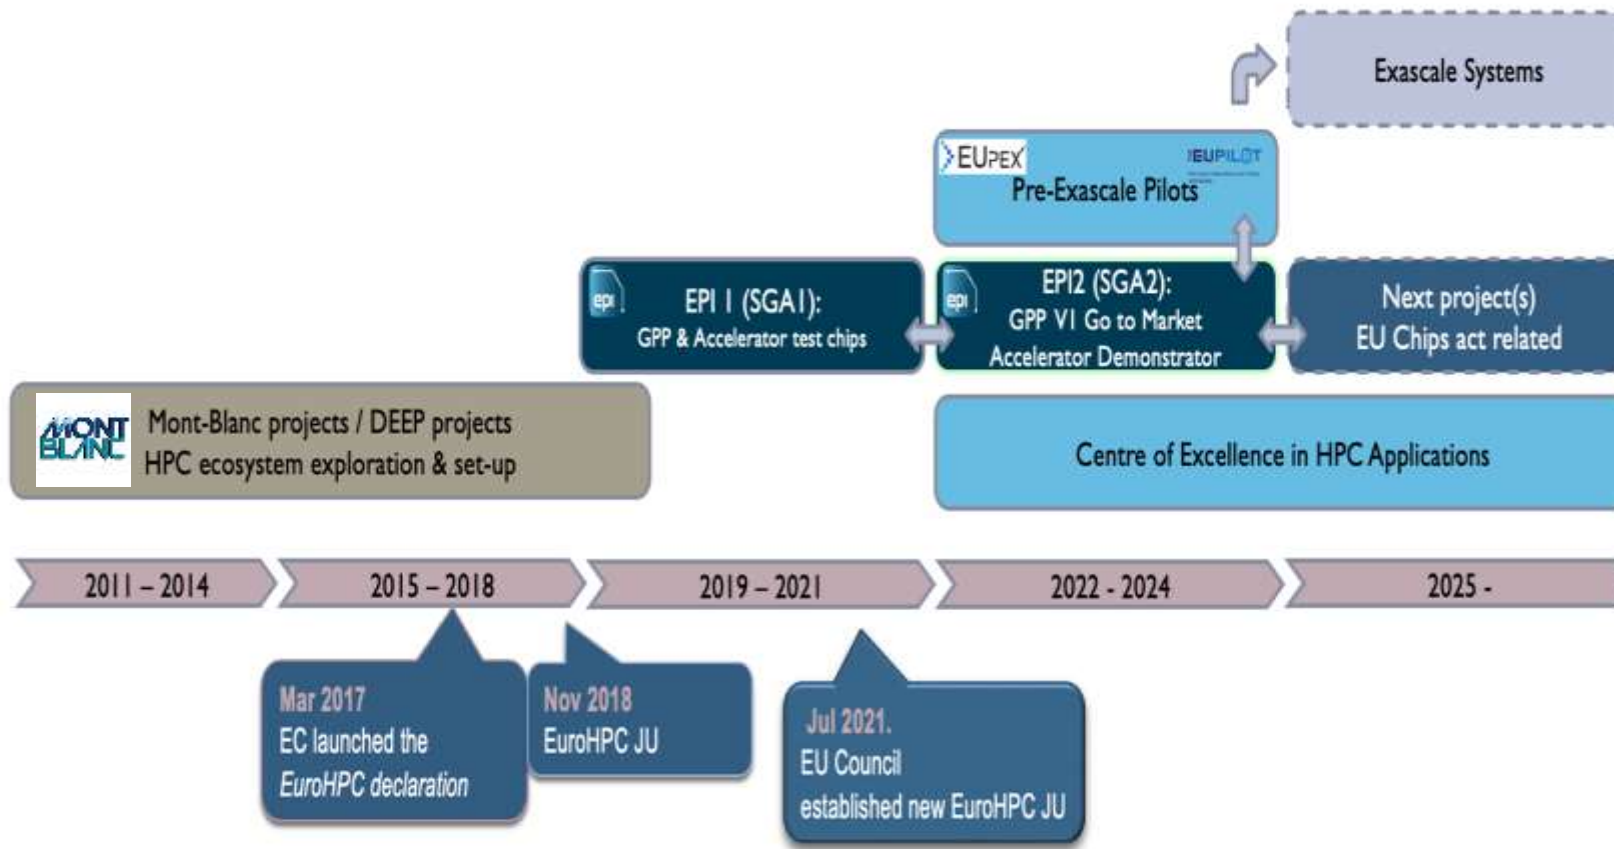 Exascale Systems
EUPEX
EUPILOT
Pre-Exascale Pilots
epi
EPI 1 (SGA1):
GPP & Accelerator test chips
epi
EPI2 (SGA2):
GPP V1 Go to Market
Accelerator Demonstrator
Next project(s)
EU Chips act related
MONT
BLANC
Mont-Blanc projects / DEEP projects
HPC ecosystem exploration & set-up
Centre of Excellence in HPC Applications
2011 – 2014
2015 – 2018
2019 – 2021
2022 - 2024
2025 -
Mar 2017
EC launched the
EuroHPC declaration
Nov 2018
EuroHPC JU
Jul 2021.
EU Council
established new EuroHPC JU